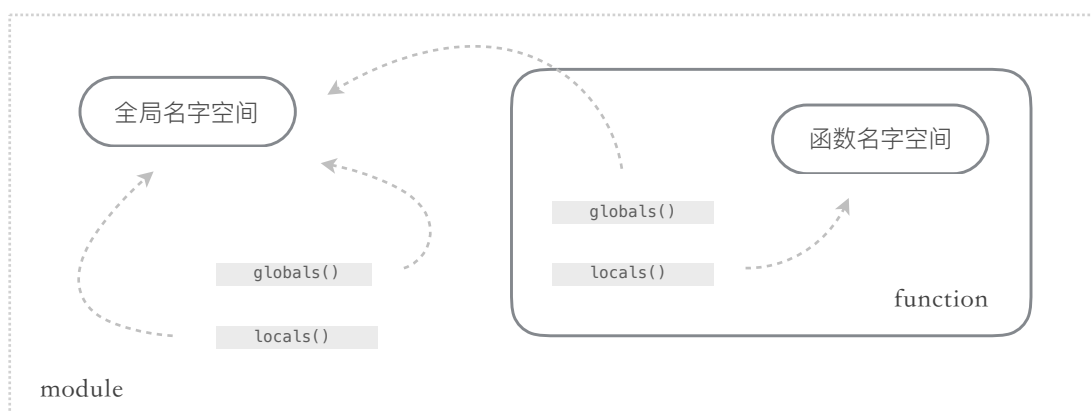 全局名字空间
函数名字空间
globals()
locals()
function
globals()
locals()
module